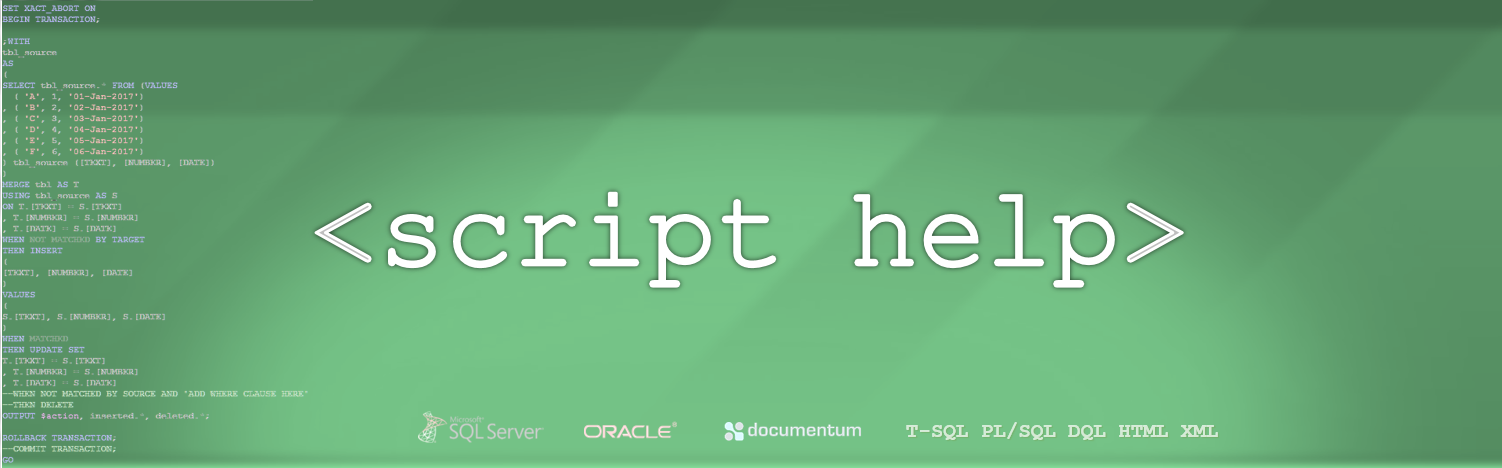 SET XACT_ABORT ON
BEGIN TRANSACTION;
;WITH
tbl_source
AS
(
SELECT tbl_source.* FROM (VALUES
( 'A', 1, '01-Jan-2017')
, ( 'B', 2, '02-Jan-2017')
, ( 'C', 3, '03-Jan-2017')
, ( 'D', 4, '04-Jan-2017')
, ( 'E', 5, '05-Jan-2017')
, ( 'F', 6, '06-Jan-2017')
) tbl_source ([TEXT], [NUMBER], [DATE])
)
MERGE tbl AS T
USING tbl_source AS S
ON T.[TEXT] = S.[TEXT]
, T.[NUMBER] = S.[NUMBER]
, T.[DATE] = S.[DATE]
WHEN NOT MATCHED BY TARGET
THEN INSERT
(
[TEXT], [NUMBER], [DATE]
)
VALUES
(
S.[TEXT], S.[NUMBER], S.[DATE]
)
WHEN MATCHED
THEN UPDATE SET
T.[TEXT] = S.[TEXT]
, T.[NUMBER] = S.[NUMBER]
, T.[DATE] = S.[DATE]
--WHEN NOT MATCHED BY SOURCE AND 'ADD WHERE CLAUSE HERE'
--THEN DELETE
OUTPUT $action, inserted.*, deleted.*;
ROLLBACK TRANSACTION;
--COMMIT TRANSACTION;
GO
<script help>
Microsoft
SQL Server
ORACLE
documentum
T-SQL PL/SQL DQL HTML XML